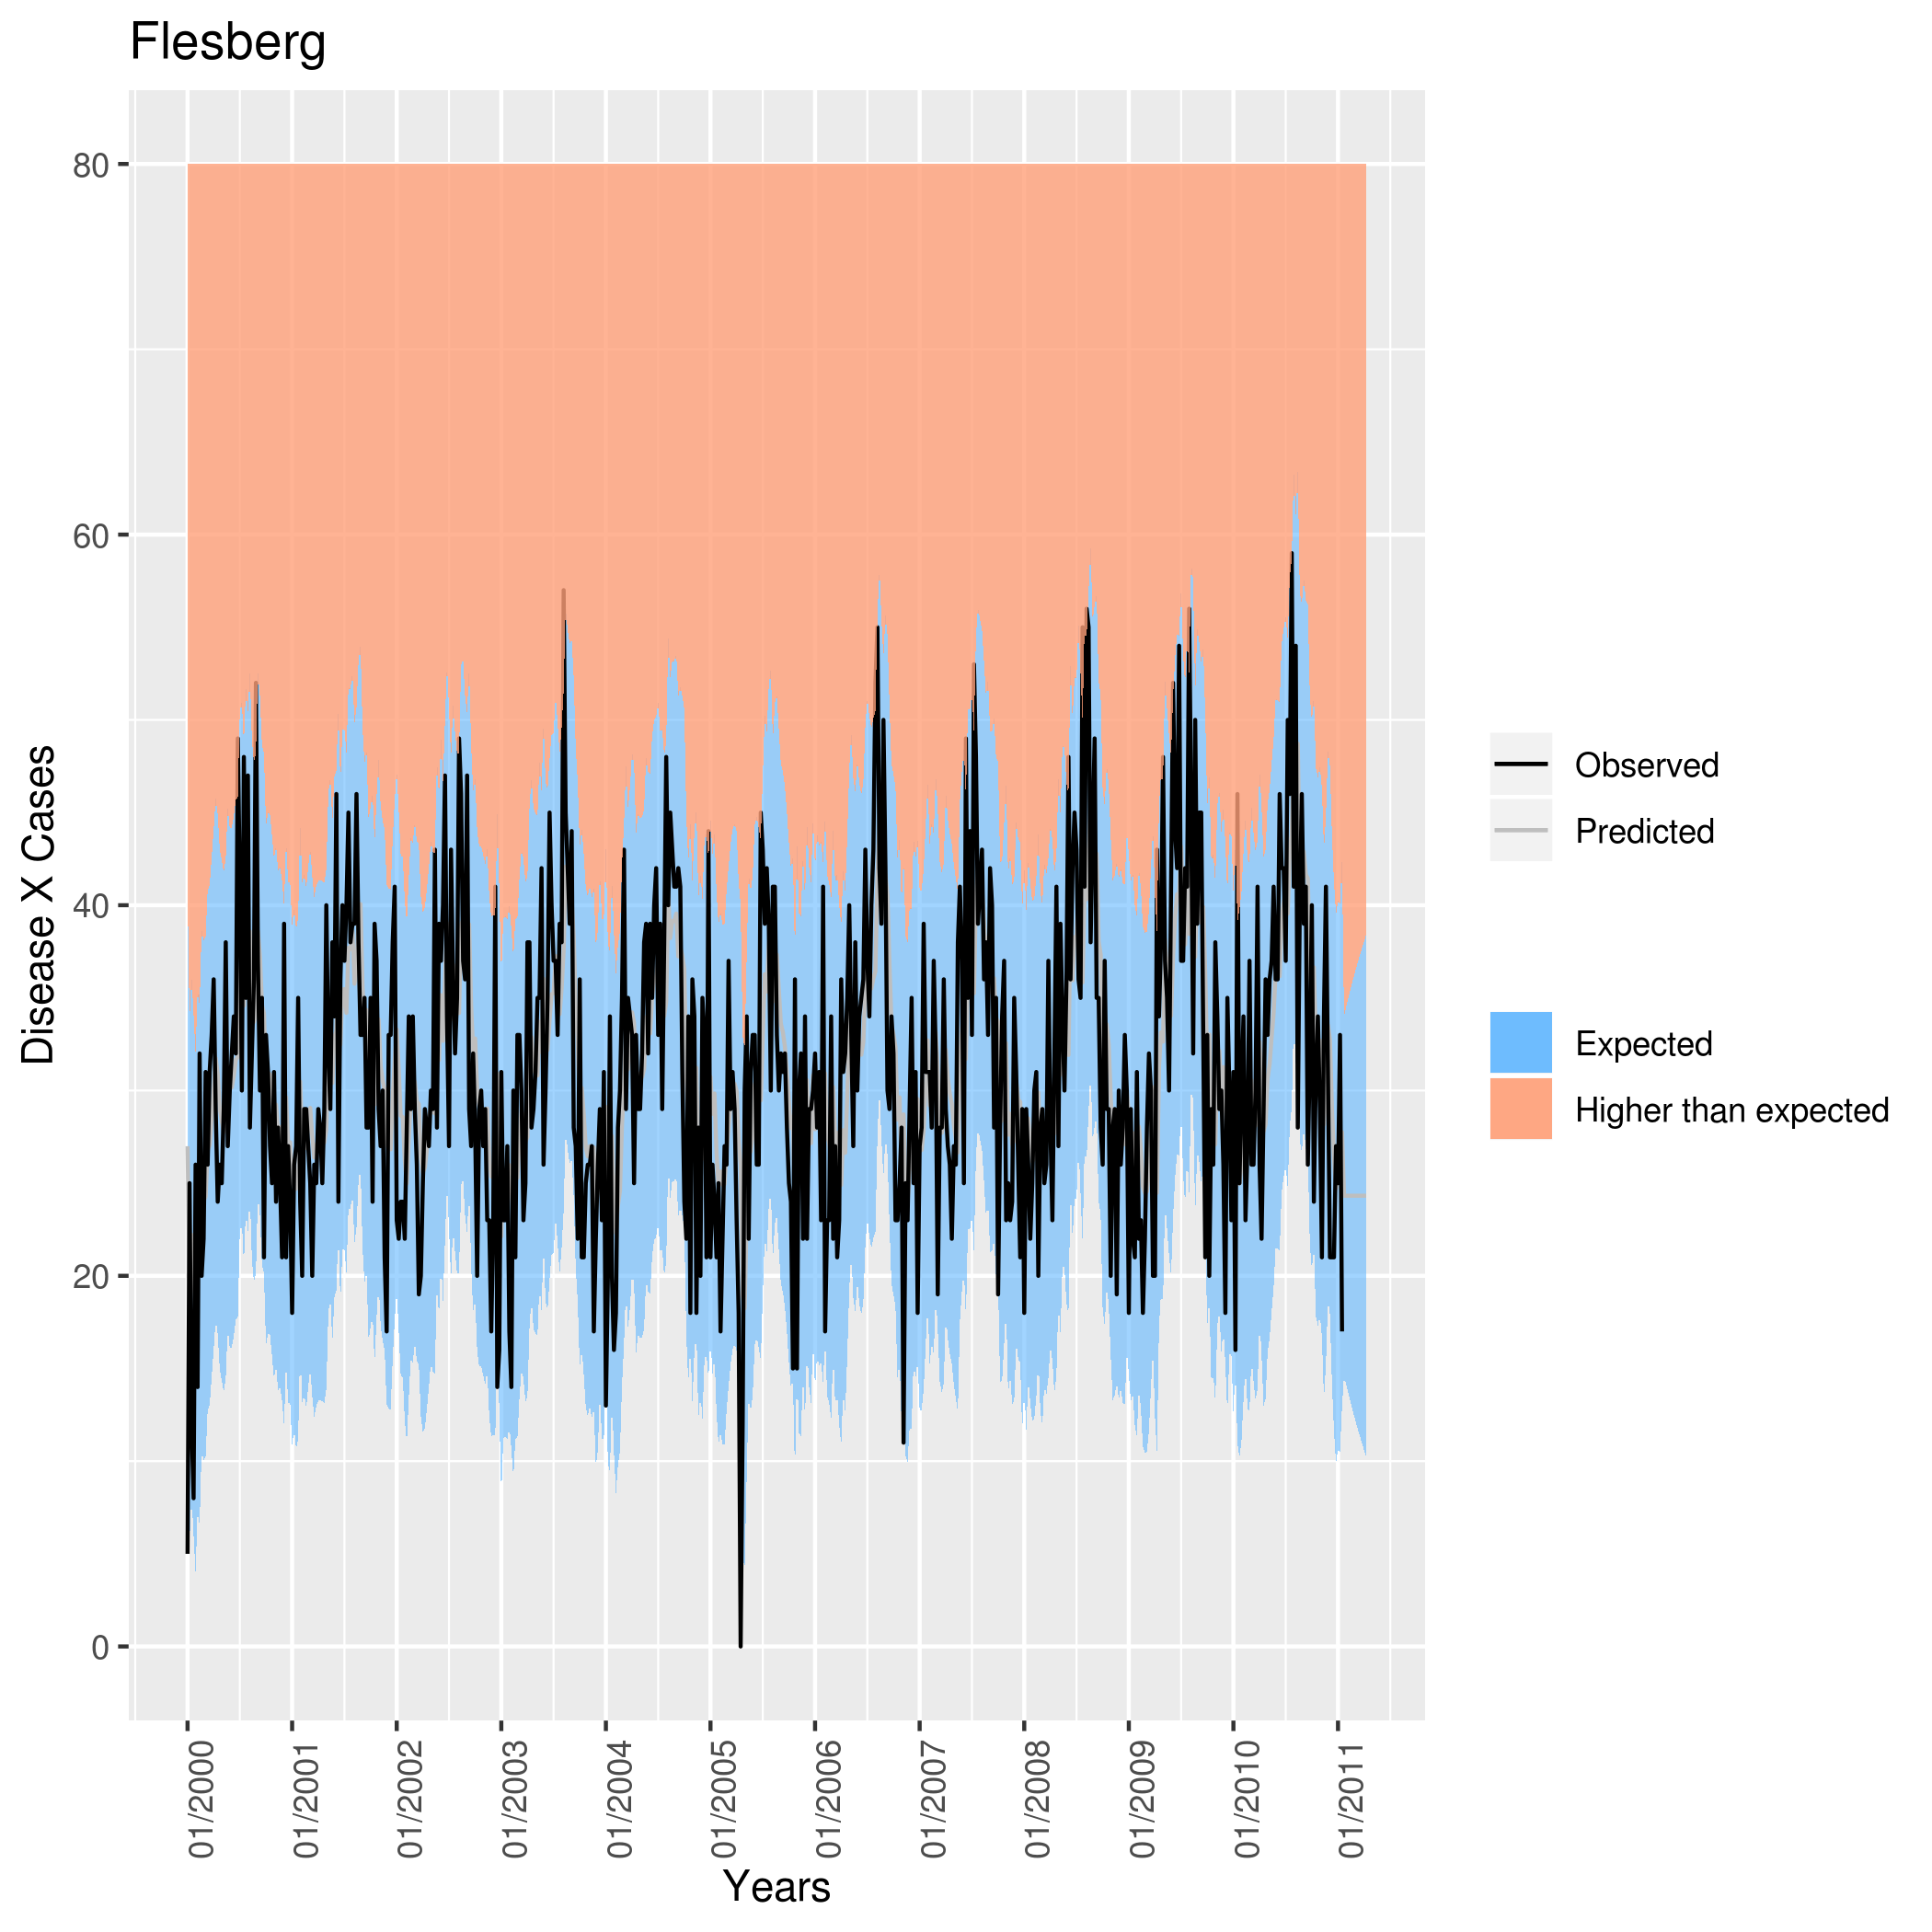 Flesberg
80
60
40
20
0
Disease X Cases
01/2000
01/2001
01/2002
01/2003
01/2004
01/2005
01/2006
01/2007
01/2008
01/2009
01/2010
01/2011
Years
Observed
Predicted
Expected
Higher than expected